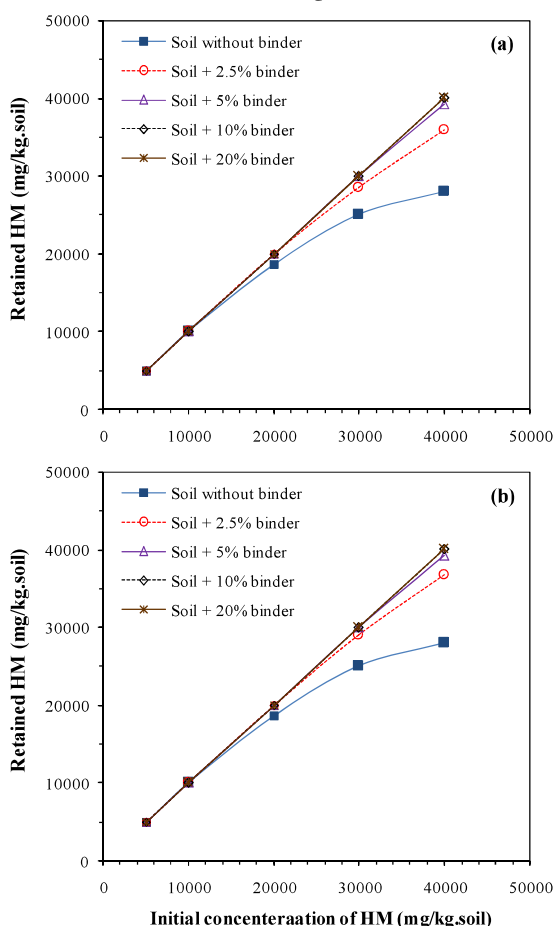 50000
Soil without binder
(a)
Soil + 2.5% binder
40000
Soil + 5% binder
Soil + 10% binder
Soil + 20% binder
30000
20000
10000
0
Retained HM (mg/kg.soil)
0 10000 20000 30000 40000 50000
50000
Soil without binder
(b)
Soil + 2.5% binder
40000
Soil + 5% binder
Soil + 10% binder
Soil + 20% binder
30000
20000
10000
0
Retained HM (mg/kg.soil)
0 10000 20000 30000 40000 50000
Initial concenteraation of HM (mg/kg.soil)